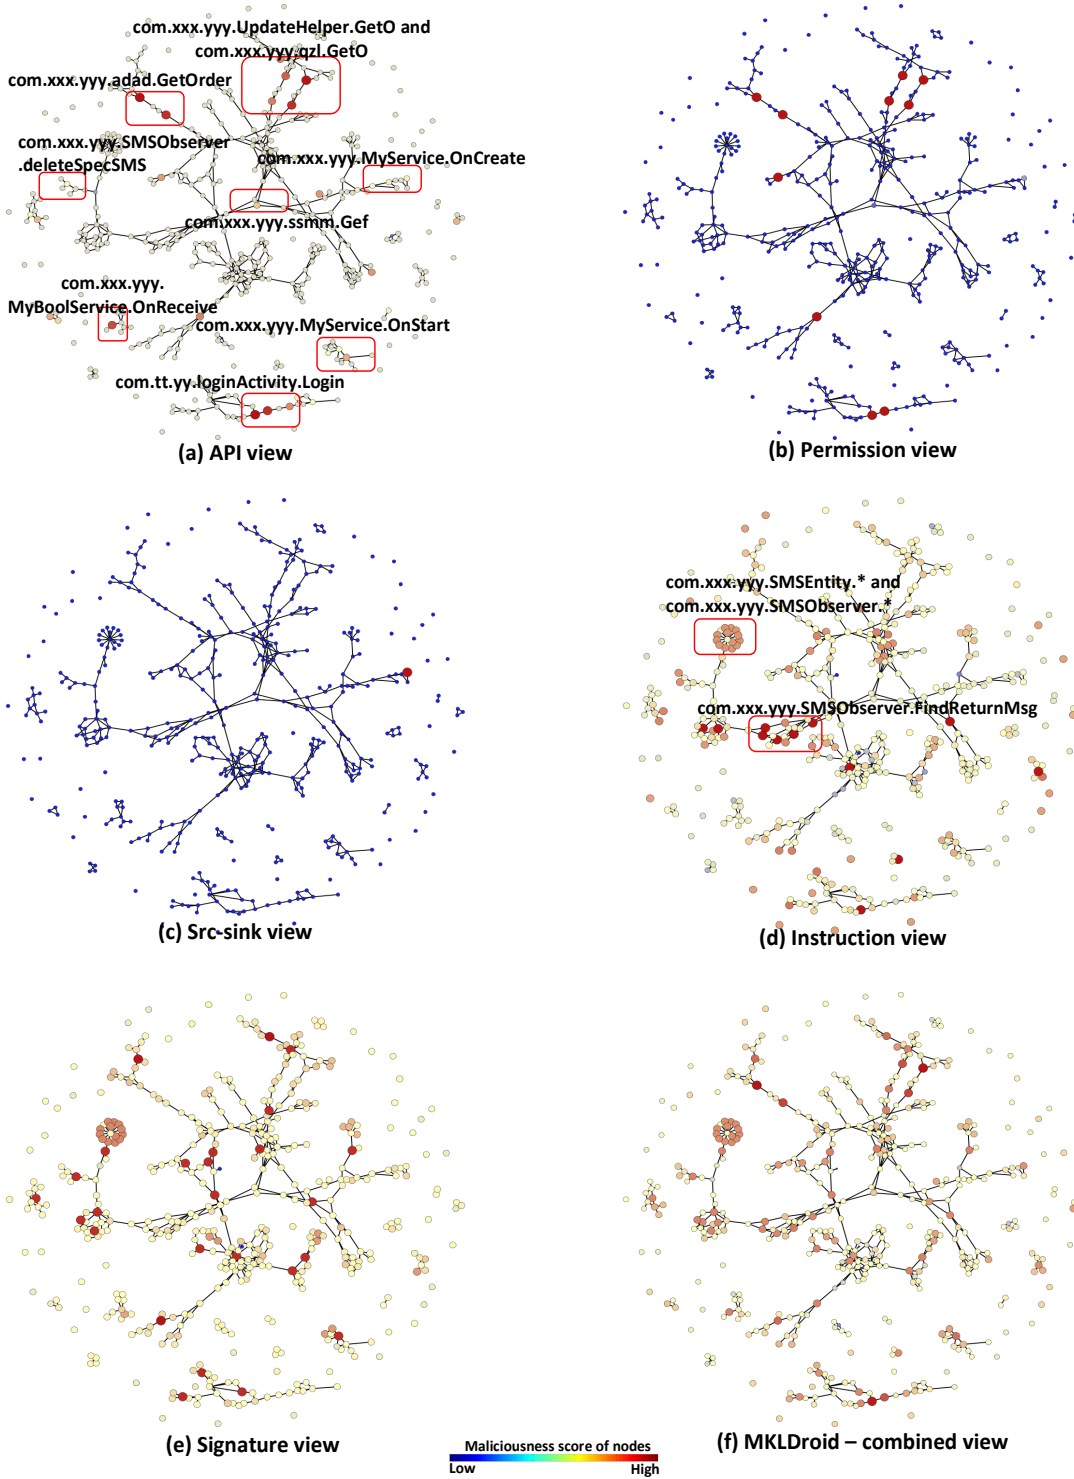 com.xxx.yyy.UpdateHelper.GetO and
com.xxx.yyy.qzl.GetO
com.xxx.yyy.adad.GetOrder
com.xxx.yyy.SMSObserver
.deleteSpecSMS
com.xxx.yyy.MyService.OnCreate
com.xxx.yyy.ssmm.Gef
com.xxx.yyy.
MyBoolService.OnReceive
com.xxx.yyy.MyService.OnStart
com.tt.yy.loginActivity.Login
(a) API view
(b) Permission view
(c) Src-sink view
com.xxx.yyy.SMSEntity.* and
com.xxx.yyy.SMSObserver.*
com.xxx.yyy.SMSObserver.FindReturnMsg
(d) Instruction view
(e) Signature view
(f) MKLDroid – combined view
Maliciousness score of nodes
Low High